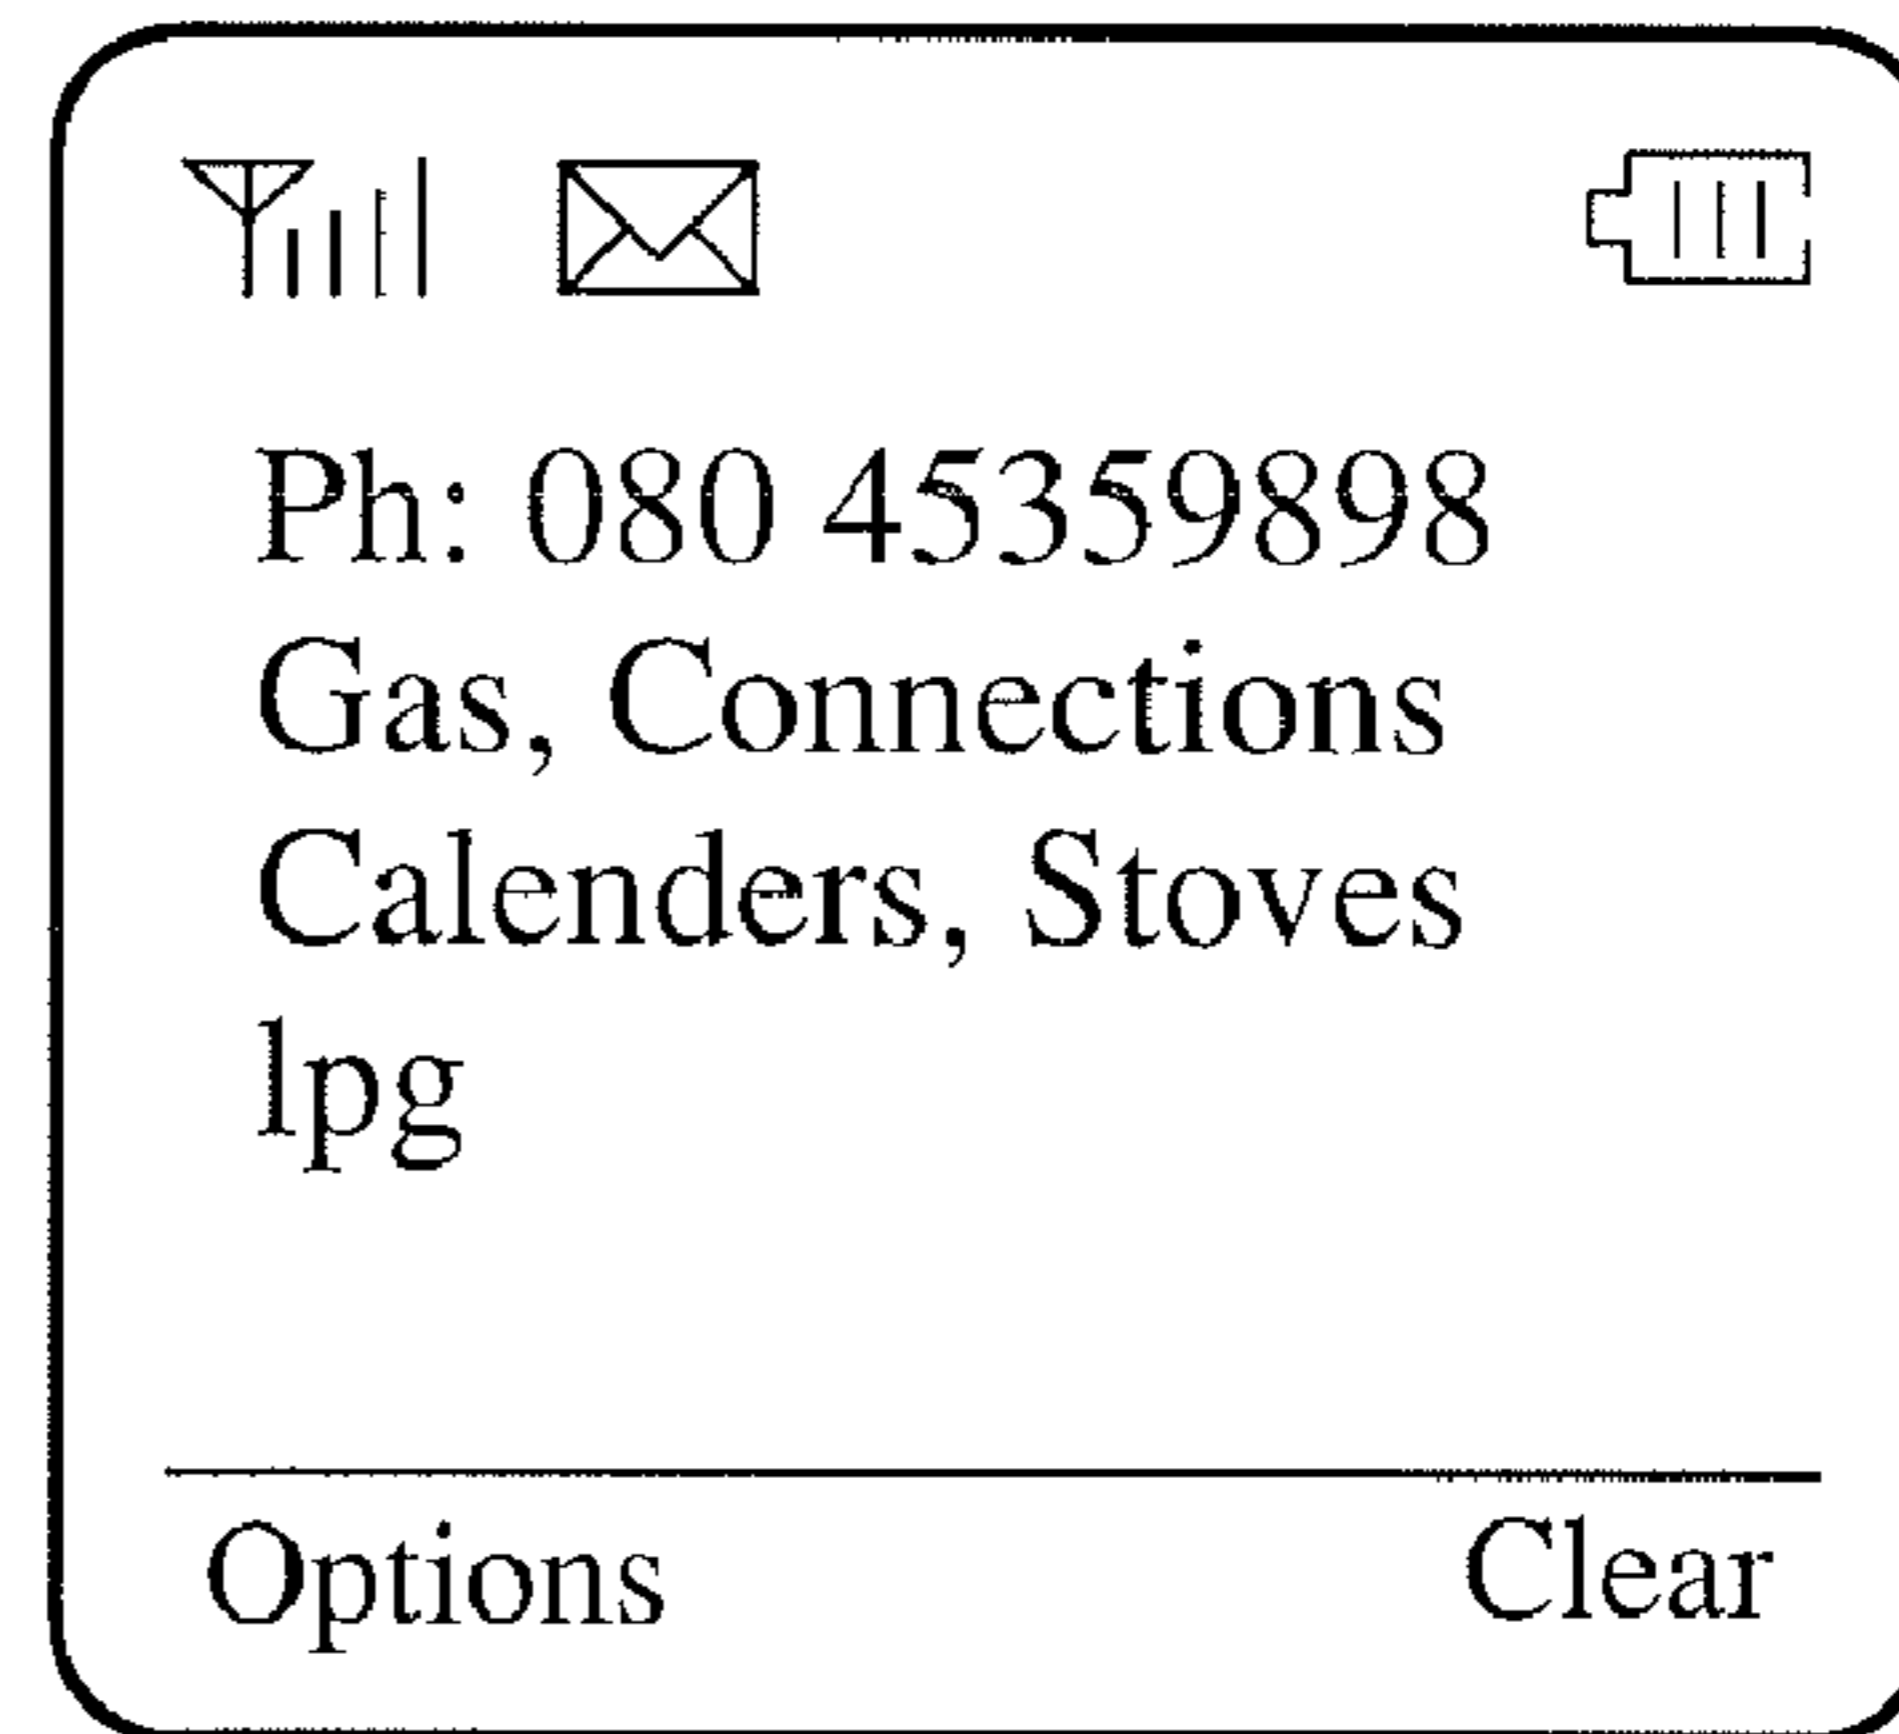 Ph: 080 45359898
Gas, Connections
Calenders, Stoves
lpg
Options Clear